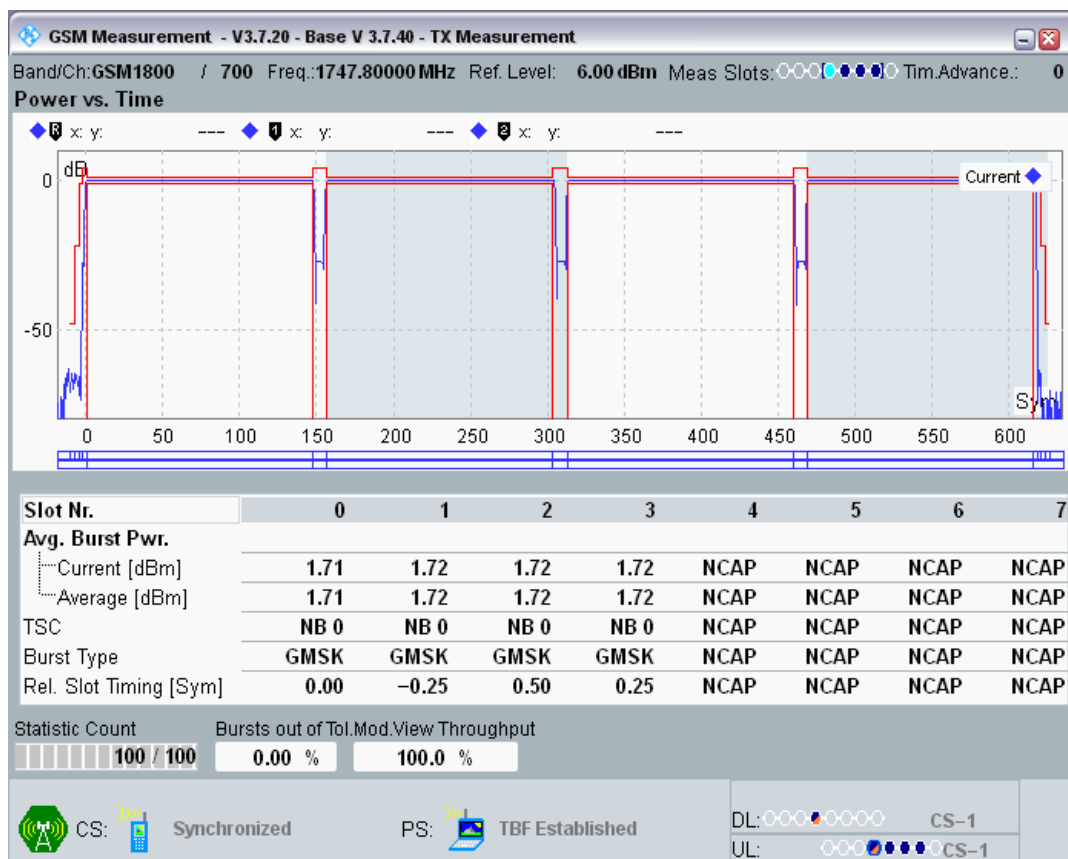 GSM Measurement - V3.7.20 - Base V 3.7.40 - TX Measurement
Band/Ch:GSM1800 / 700 Freq.:1747.80000 MHz Ref. Level: 6.00 dBm Meas Slots: Tim.Advance.: 0
Power vs. Time
R x: y: --- 1 x: y: --- 2 x: y: ---
dB
Current
0
-50
Sym
0 50 100 150 200 250 300 350 400 450 500 550 600
Slot Nr. 0 1 2 3 4 5 6 7
Avg. Burst Pwr.
Current [dBm] 1.71 1.72 1.72 1.72 NCAP NCAP NCAP NCAP
Average [dBm] 1.71 1.72 1.72 1.72 NCAP NCAP NCAP NCAP
TSC NB 0 NB 0 NB 0 NB 0 NCAP NCAP NCAP NCAP
Burst Type GMSK GMSK GMSK GMSK NCAP NCAP NCAP NCAP
Rel. Slot Timing [Sym] 0.00 −0.25 0.50 0.25 NCAP NCAP NCAP NCAP
Statistic Count Bursts out of Tol.Mod.View Throughput
100 / 100 0.00 % 100.0 %
CS: Synchronized PS: TBF Established
DL: CS−1
UL: CS−1